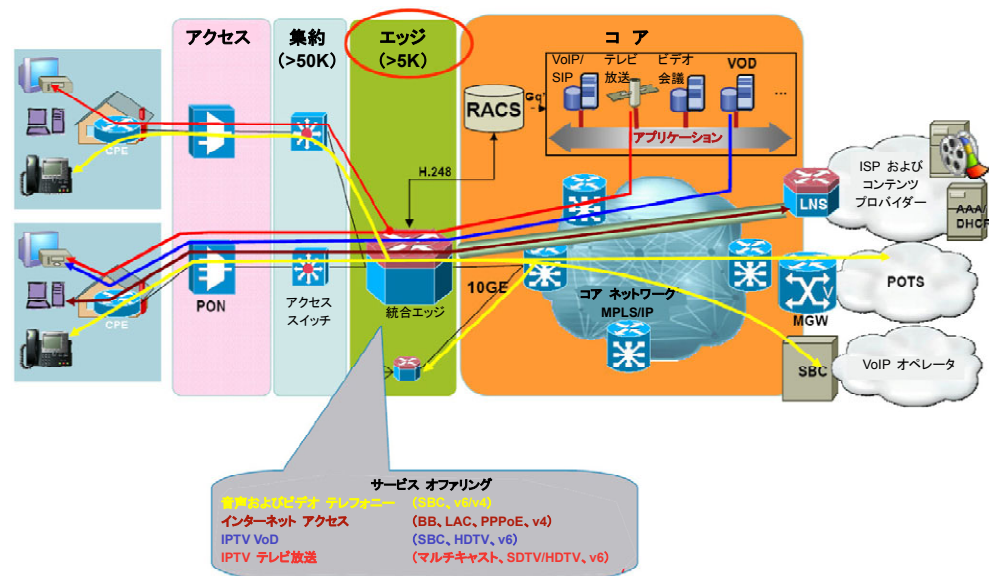 アクセス
集約
(>50K)
エッジ
(>5K)
コ ア
VoIP/
SIP
テレビ
放送
ビデオ
会議
VOD
...
アプリケーション
RACS
Gq'
H.248
CPE
CPE
PON
アクセス
スイッチ
統合エッジ
10GE
コア ネットワーク
MPLS/IP
LNS
ISP および
コンテンツ
プロバイダー
AAA/
DHCP
V
MGW
POTS
SBC
VoIP オペレータ
サービス オファリング
音声およびビデオ テレフォニー (SBC、v6/v4)
インターネット アクセス (BB、LAC、PPPoE、v4)
IPTV VoD (SBC、HDTV、v6)
IPTV テレビ放送 (マルチキャスト、SDTV/HDTV、v6)